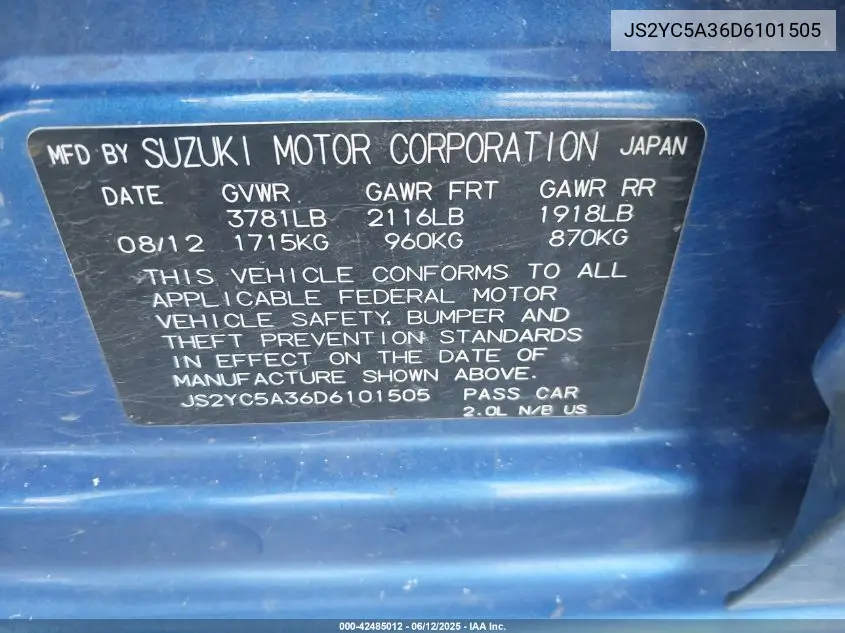 JS2YC5A36D6101505
MFD BY SUZUKI MOTOR CORPORATION JAPAN
DATE GVWR GAWR FRT GAWR RR
3781LB 2116LB 1918LB
08/12 1715KG 960KG 870KG
THIS VEHICLE CONFORMS TO ALL
APPLICABLE FEDERAL MOTOR
VEHICLE SAFETY, BUMPER AND
THEFT PREVENTION STANDARDS
IN EFFECT ON THE DATE OF
MANUFACTURE SHOWN ABOVE.
JS2YC5A36D6101505 PASS CAR
2.0L N/B US
000-42485012 - 06/12/2025 - IAA Inc.